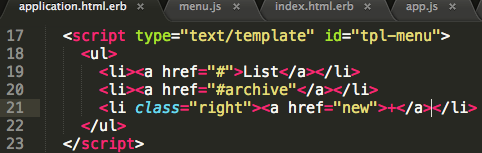 application.html.erb menu.js index.html.erb app.js
17 <script type="text/template" id="tpl-menu">
18 <ul>
19 <li><a href="#">List</a></li>
20 <li><a href="#archive"</a></li>
21 <li class="right"><a href="new">+</a></li>
22 </ul>
23 </script>